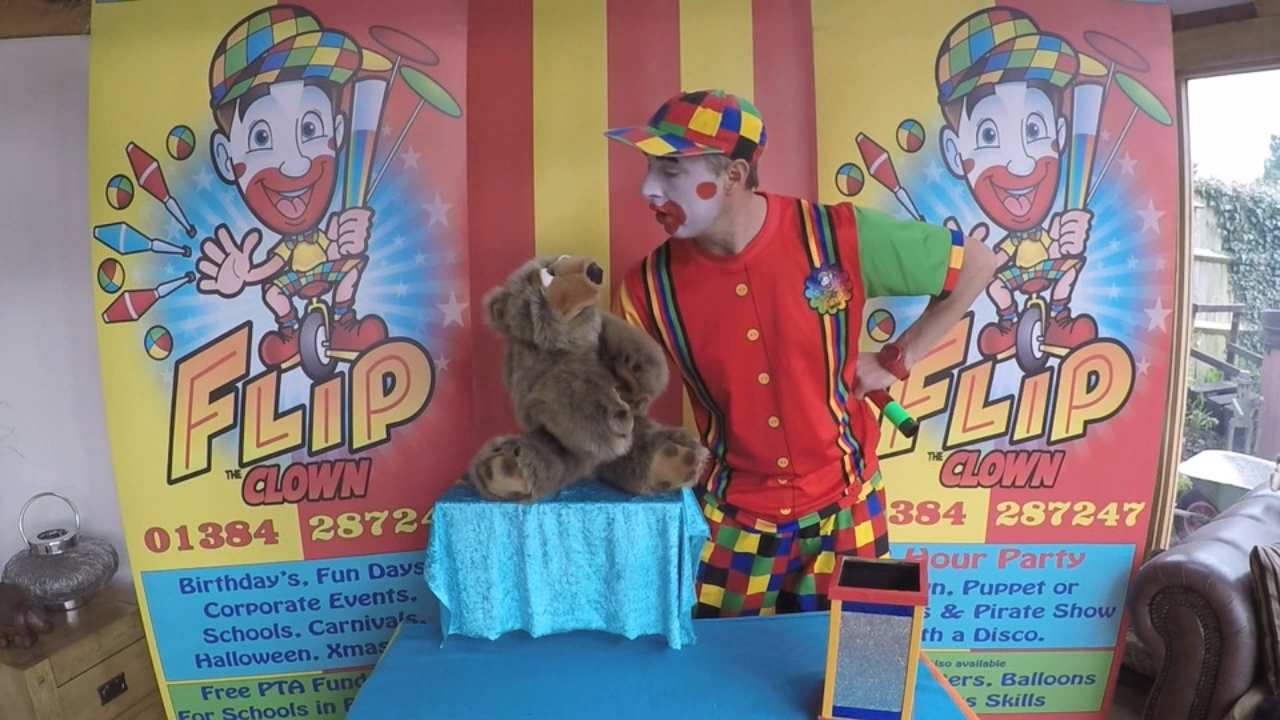 FLIP
THE CLOWN
01384 28724
Birthday's, Fun Days
Corporate Events,
Schools, Carnivals,
Halloween, Xmas
Free PTA Fund
For Schools in
FLIP
THE CLOWN
384 287247
Hour Party
Puppet or
& Pirate Show
th a Disco.
also available
Balloons
Skills